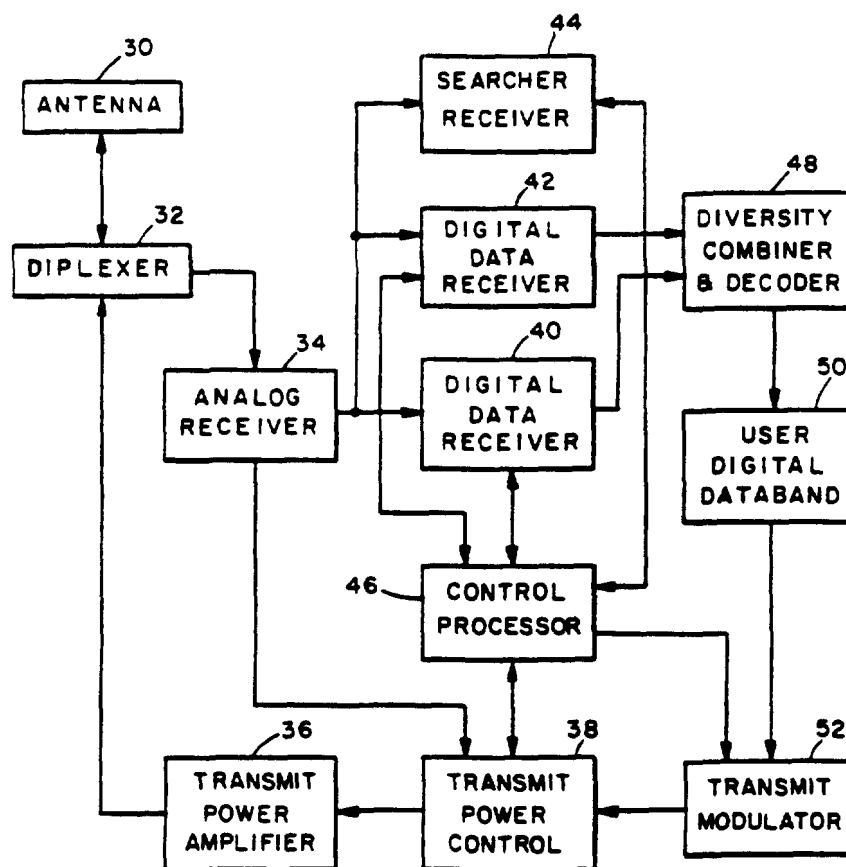 30
ANTENNA
32
DIPLEXER
34
ANALOG
RECEIVER
44
SEARCHER
RECEIVER
42
DIGITAL
DATA
RECEIVER
40
DIGITAL
DATA
RECEIVER
48
DIVERSITY
COMBINER
& DECODER
50
USER
DIGITAL
DATABAND
46
CONTROL
PROCESSOR
36
TRANSMIT
POWER
AMPLIFIER
38
TRANSMIT
POWER
CONTROL
52
TRANSMIT
MODULATOR